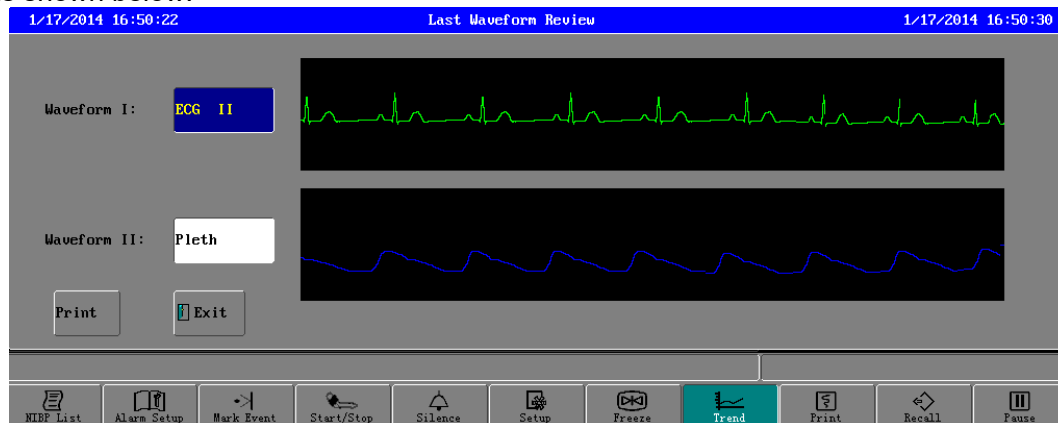 1/17/2014 16:50:22 Last Waveform Review 1/17/2014 16:50:30
Waveform I: ECG II
Waveform II: Pleth
Print Exit
NIBP List Alarm Setup Mark Event Start/Stop Silence Setup Freeze Trend Print Recall Pause